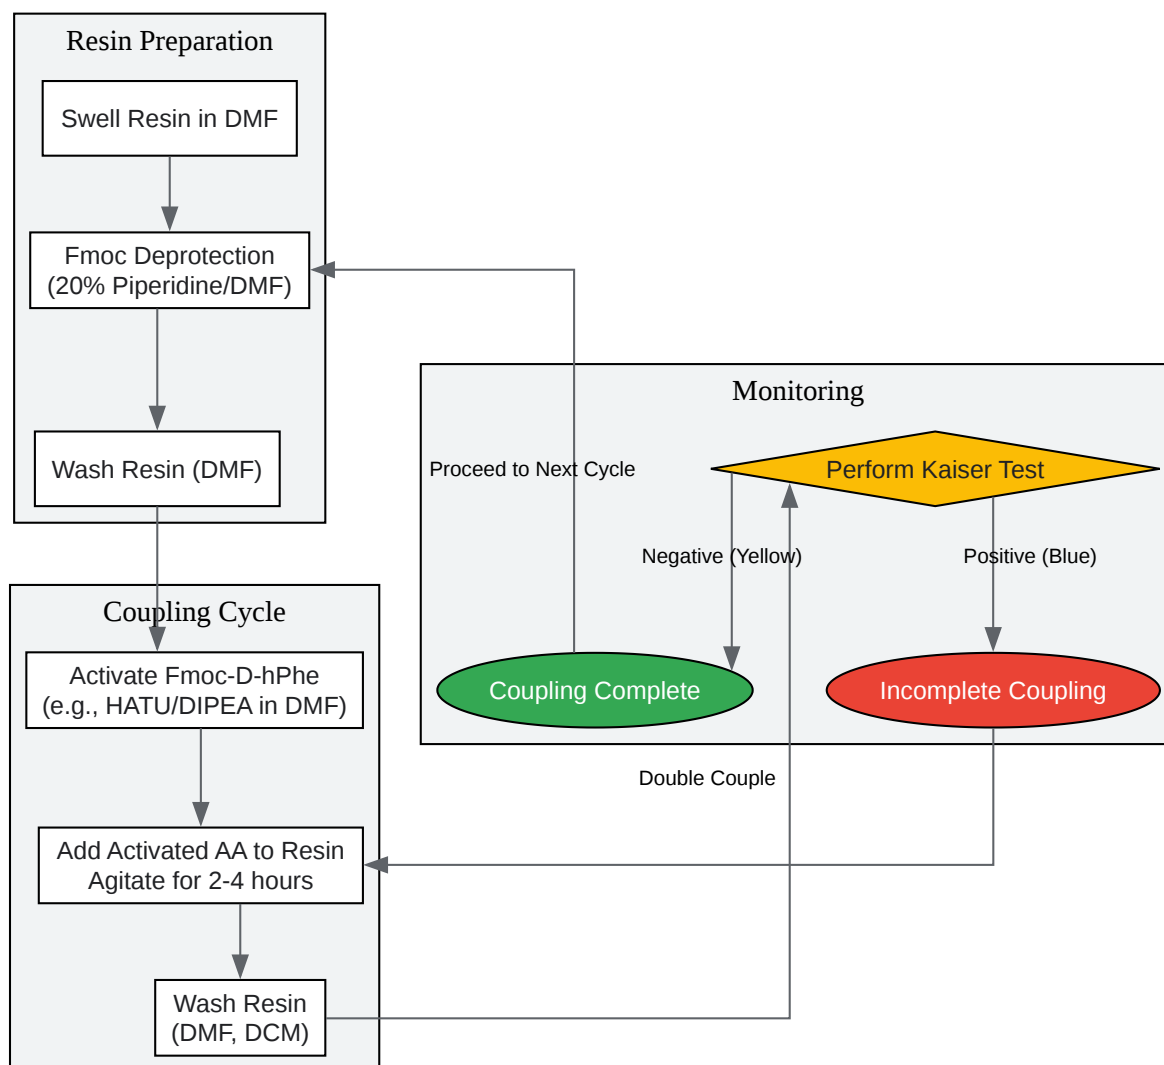 Resin Preparation
Swell Resin in DMF
Fmoc Deprotection
(20% Piperidine/DMF)
Wash Resin (DMF)
Coupling Cycle
Activate Fmoc-D-hPhe
(e.g., HATU/DIPEA in DMF)
Add Activated AA to Resin
Agitate for 2-4 hours
Wash Resin
(DMF, DCM)
Monitoring
Perform Kaiser Test
Proceed to Next Cycle
Negative (Yellow)
Positive (Blue)
Coupling Complete
Incomplete Coupling
Double Couple